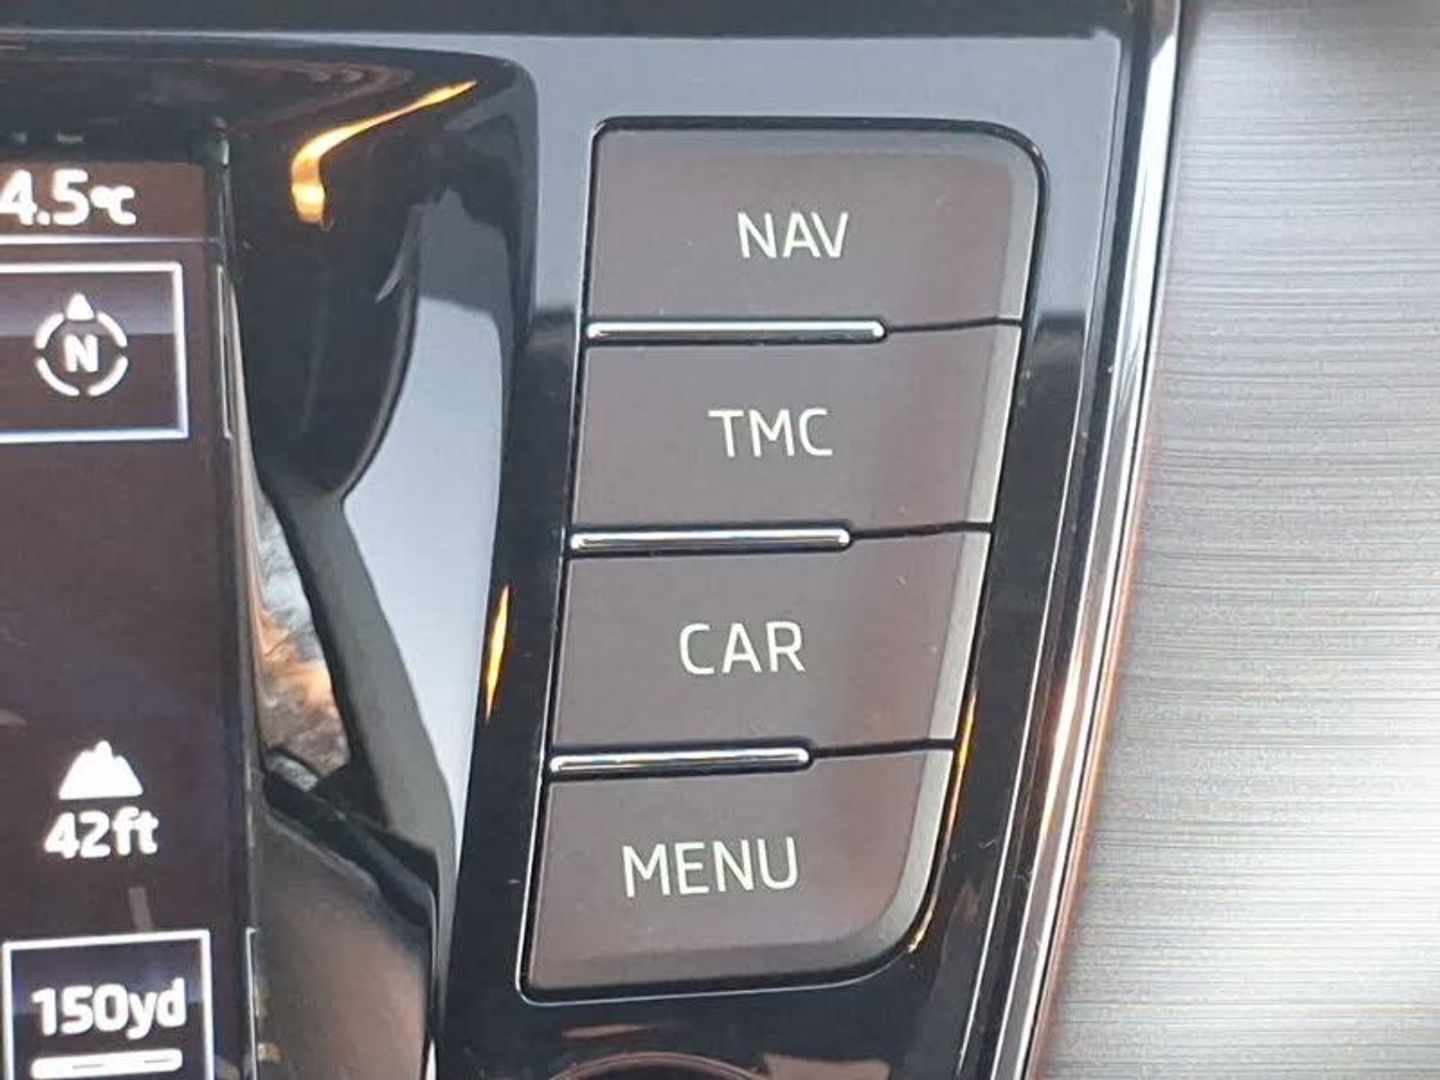 4.5°C
N
42ft
150yd
NAV
TMC
CAR
MENU